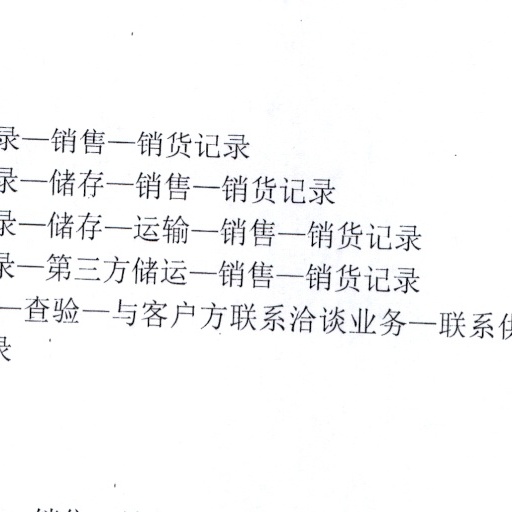 录—销售—销货记录
录—储存—销售—销货记录
录—储存—运输—销售—销货记录
录—第三方储运—销售—销货记录
—查验—与客户方联系洽谈业务—联系供
录